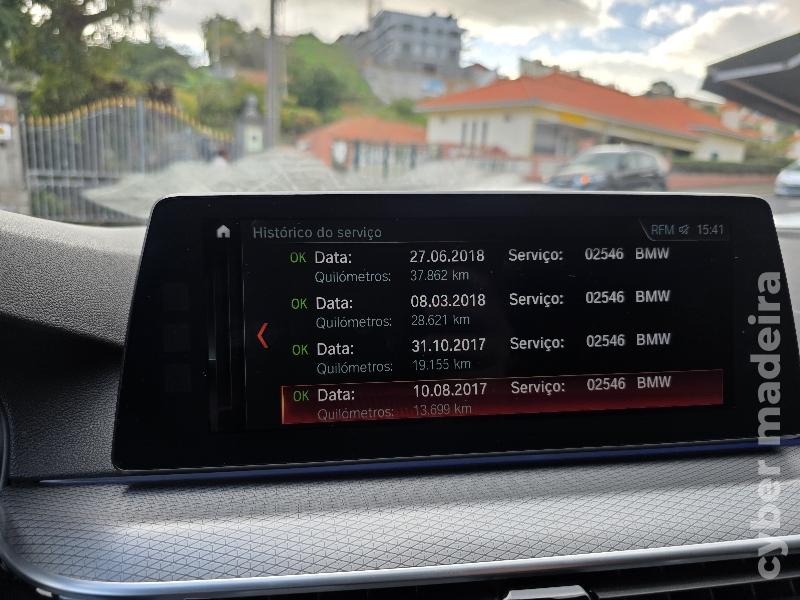 Histórico do serviço RFM 15:41
OK Data: 27.06.2018 Serviço: 02546 BMW
Quilómetros: 37.862 km
OK Data: 08.03.2018 Serviço: 02546 BMW
Quilómetros: 28.621 km
OK Data: 31.10.2017 Serviço: 02546 BMW
Quilómetros: 19.155 km
OK Data: 10.08.2017 Serviço: 02546 BMW
Quilómetros: 13.699 km
cyber madeira